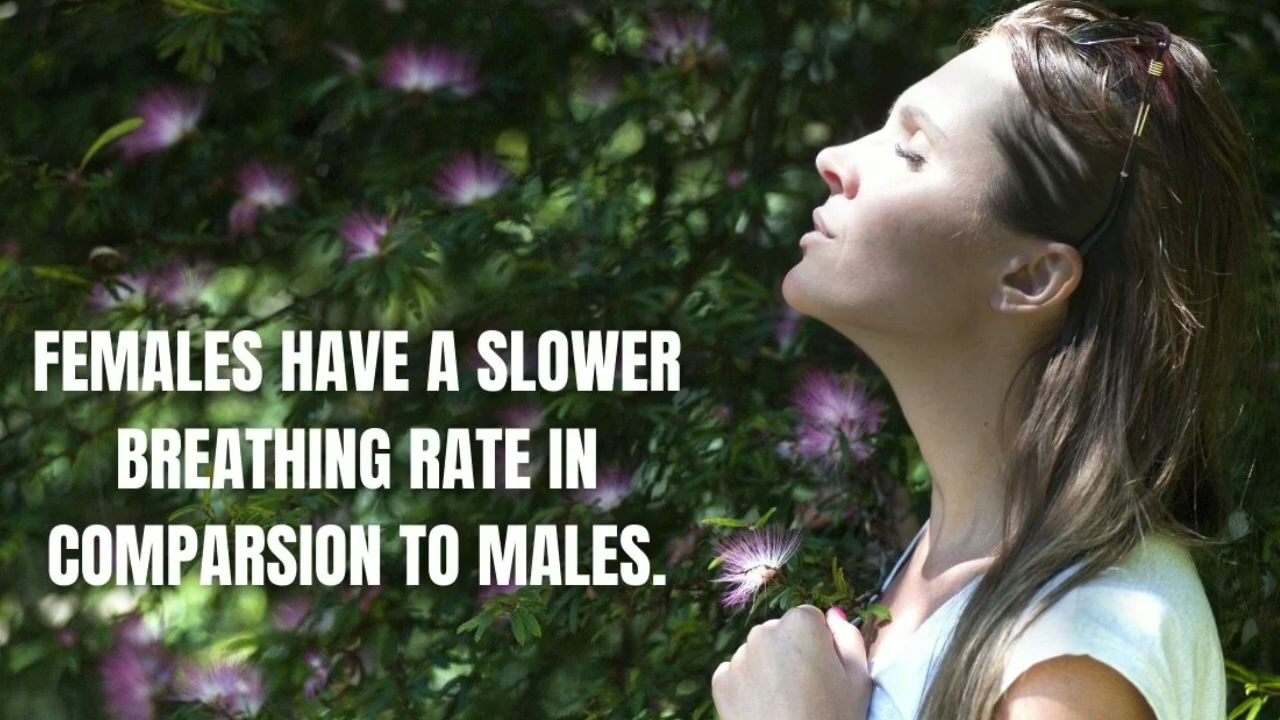 FEMALES HAVE A SLOWER
BREATHING RATE IN
COMPARSION TO MALES.